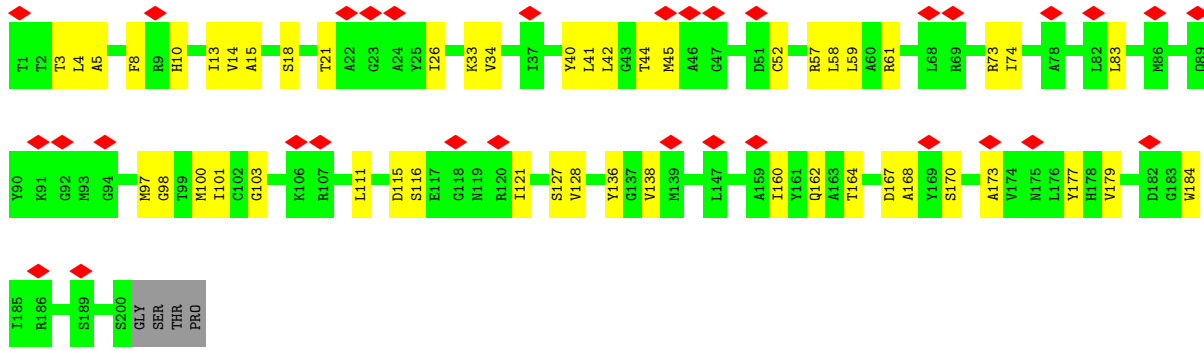 T1 T2 T3 L4 A5 F8 R9 H10 I13 V14 A15 S18 T21 A22 G23 A24 Y25 I26 K33 V34 I37 Y40 L41 L42 G43 T44 M45 A46 G47 D51 C52 R57 L58 L59 A60 R61 L68 R69 R73 I74 A78 L82 L83 M86 D89
Y90 K91 G92 M93 G94 M97 G98 T99 M100 I101 C102 G103 K106 R107 L111 D115 S116 E117 G118 N119 R120 I121 S127 V128 Y136 G137 V138 M139 L147 A159 I160 Y161 Q162 A163 T164 D167 A168 Y169 S170 A173 V174 N175 L176 Y177 H178 V179 D182 G183 W184
I185 R186 S189 S200 GLY SER THR PRO